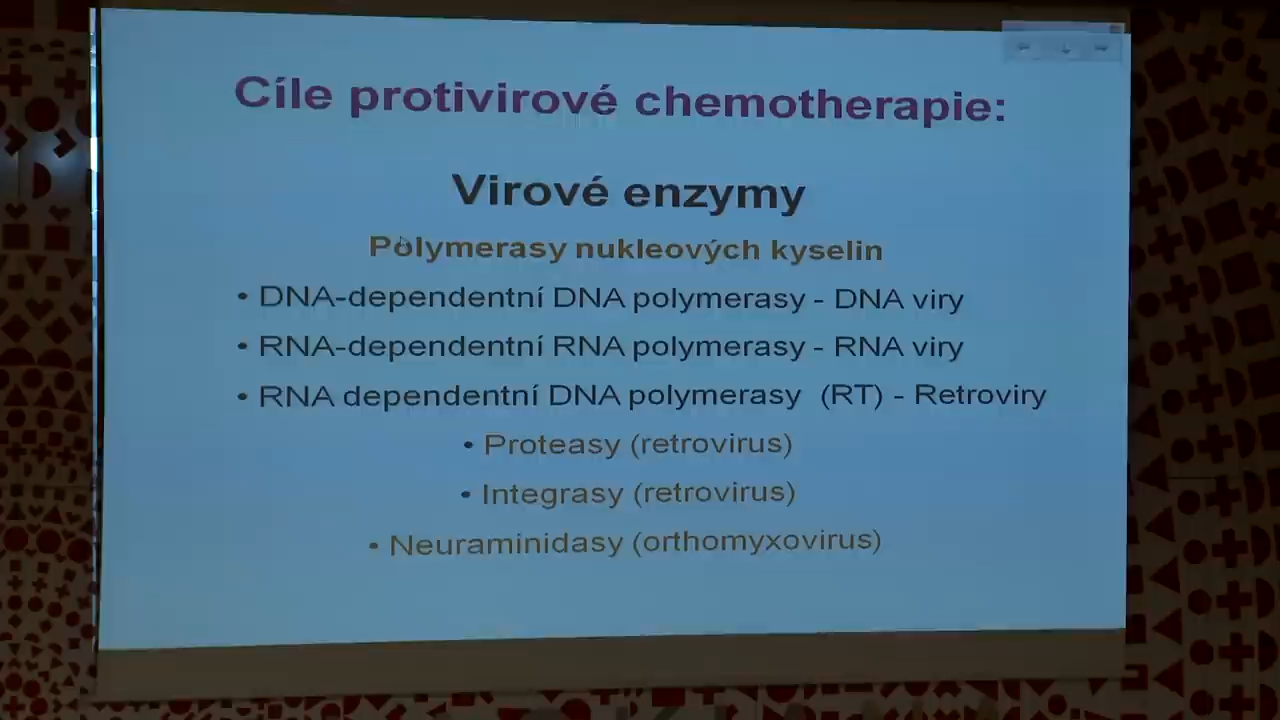 Cíle protivirové chemotherapie:
Virové enzymy
Polymerasy nukleových kyselin
• DNA-dependentní DNA polymerasy - DNA viry
• RNA-dependentní RNA polymerasy - RNA viry
• RNA dependentní DNA polymerasy (RT) - Retroviry
• Proteasy (retrovirus)
• Integrasy (retrovirus)
• Neuraminidasy (orthomyxovirus)